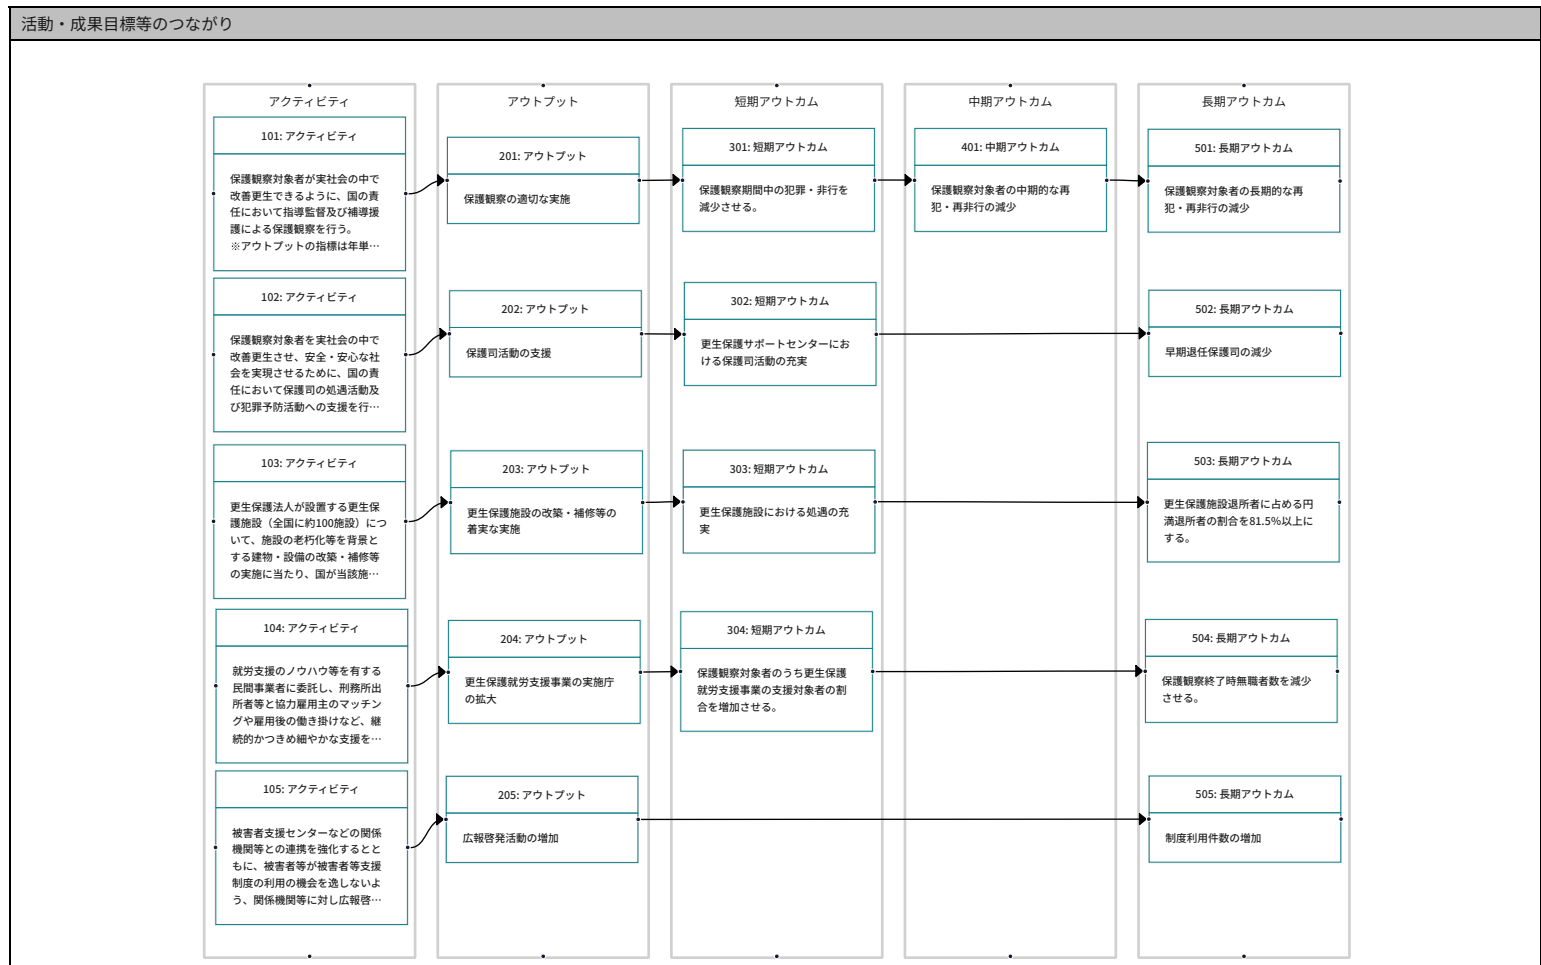 活動・成果目標等のつながり
アクティビティ
アウトプット
短期アウトカム
中期アウトカム
長期アウトカム
101: アクティビティ
保護観察対象者が実社会の中で
改善更生できるように、国の責
任において指導監督及び補導援
護による保護観察を行う。
※アウトプットの指標は年単…
201: アウトプット
保護観察の適切な実施
301: 短期アウトカム
保護観察期間中の犯罪・非行を
減少させる。
401: 中期アウトカム
保護観察対象者の中期的な再
犯・再非行の減少
501: 長期アウトカム
保護観察対象者の長期的な再
犯・再非行の減少
102: アクティビティ
保護観察対象者を実社会の中で
改善更生させ、安全・安心な社
会を実現させるために、国の責
任において保護司の処遇活動及
び犯罪予防活動への支援を行…
202: アウトプット
保護司活動の支援
302: 短期アウトカム
更生保護サポートセンターにお
ける保護司活動の充実
502: 長期アウトカム
早期退任保護司の減少
103: アクティビティ
更生保護法人が設置する更生保
護施設（全国に約100施設）につ
いて、施設の老朽化等を背景と
する建物・設備の改築・補修等
の実施に当たり、国が当該施…
203: アウトプット
更生保護施設の改築・補修等の
着実な実施
303: 短期アウトカム
更生保護施設における処遇の充
実
503: 長期アウトカム
更生保護施設退所者に占める円
満退所者の割合を81.5%以上に
する。
104: アクティビティ
就労支援のノウハウ等を有する
民間事業者に委託し、刑務所出
所者等と協力雇用主のマッチン
グや雇用後の働き掛けなど、継
続的かつきめ細やかな支援を…
204: アウトプット
更生保護就労支援事業の実施庁
の拡大
304: 短期アウトカム
保護観察対象者のうち更生保護
就労支援事業の支援対象者の割
合を増加させる。
504: 長期アウトカム
保護観察終了時無職者数を減少
させる。
105: アクティビティ
被害者支援センターなどの関係
機関等との連携を強化するとと
もに、被害者等が被害者等支援
制度の利用の機会を逸しないよ
う、関係機関等に対し広報啓…
205: アウトプット
広報啓発活動の増加
505: 長期アウトカム
制度利用件数の増加